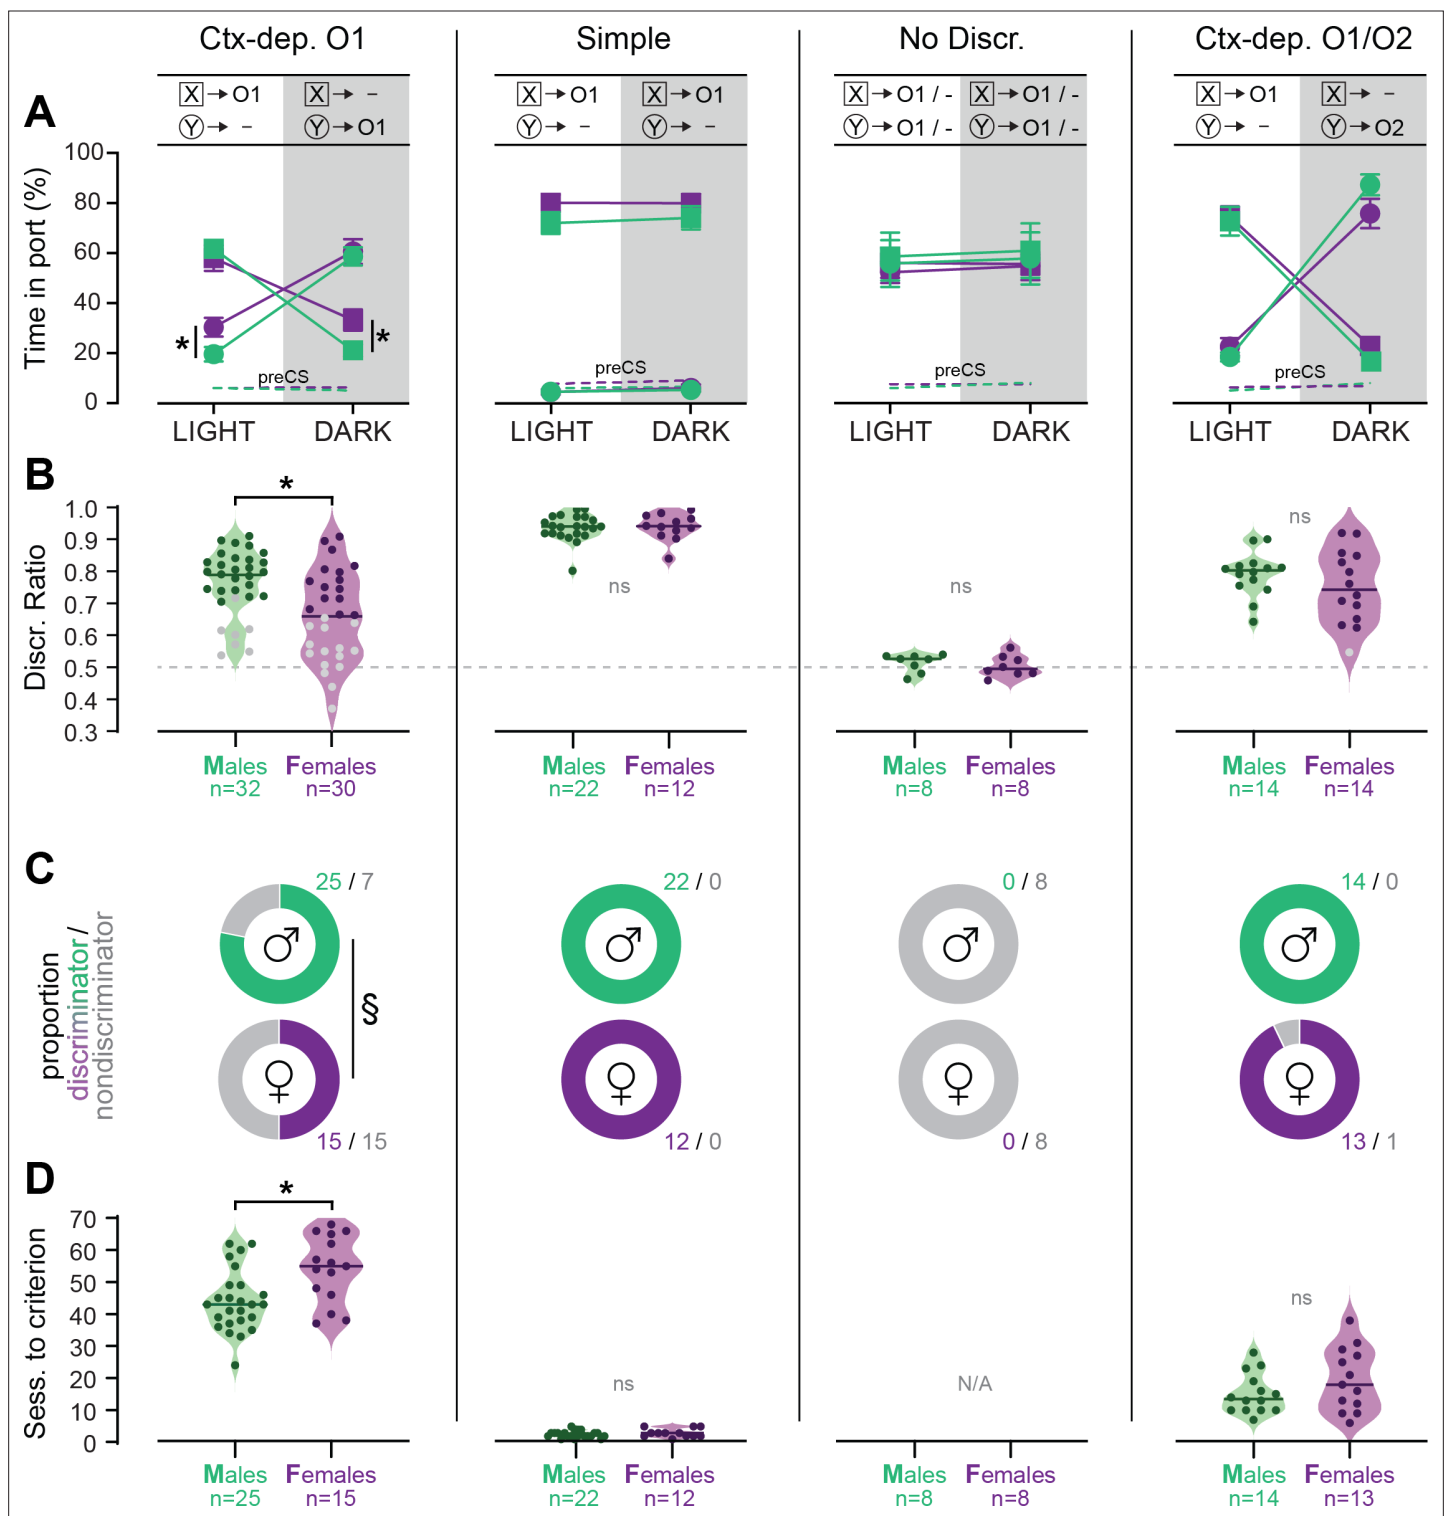 Ctx-dep. O1 Simple No Discr. Ctx-dep. O1/O2
A
X → O1 X → – X → O1 X → O1 X → O1 / - X → O1 / - X → O1 X → –
Y → – Y → O1 Y → – Y → – Y → O1 / - Y → O1 / - Y → – Y → O2
Time in port (%)
100
80
60
40
20
0
* *
preCS preCS preCS preCS
LIGHT DARK LIGHT DARK LIGHT DARK LIGHT DARK
B
Discr. Ratio
1.0
0.9
0.8
0.7
0.6
0.5
0.4
0.3
* ns ns ns
Males Females Males Females Males Females Males Females
n=32 n=30 n=22 n=12 n=8 n=8 n=14 n=14
C
proportion
discriminator /
nondiscriminator
25 / 7 22 / 0 0 / 8 14 / 0
♂ ♂ ♂ ♂
§
♀ ♀ ♀ ♀
15 / 15 12 / 0 0 / 8 13 / 1
D
Sess. to criterion
70
60
50
40
30
20
10
0
* ns N/A ns
Males Females Males Females Males Females Males Females
n=25 n=15 n=22 n=12 n=8 n=8 n=14 n=13